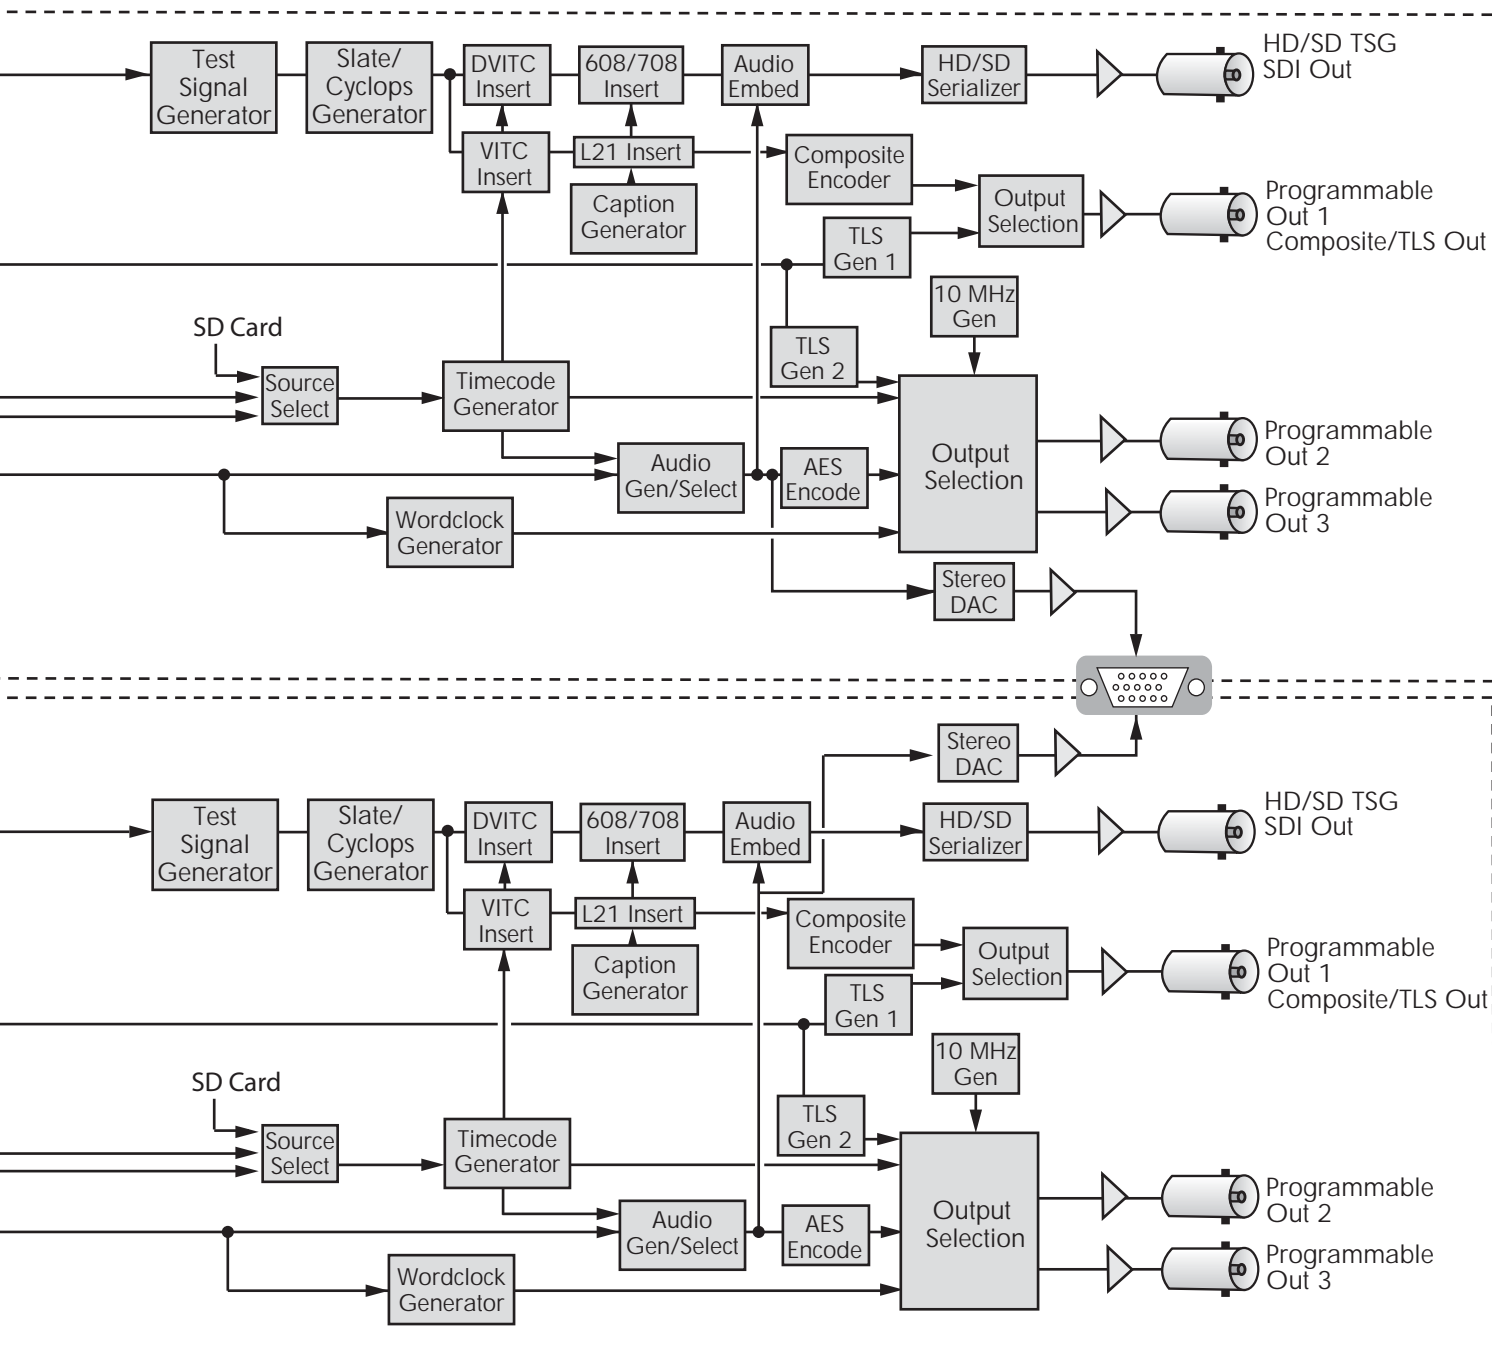 Test
Signal
Generator
Slate/
Cyclops
Generator
DVITC
Insert
608/708
Insert
Audio
Embed
HD/SD
Serializer
HD/SD TSG
SDI Out
VITC
Insert
L21 Insert
Caption
Generator
Composite
Encoder
TLS
Gen 1
Output
Selection
Programmable
Out 1
Composite/TLS Out
10 MHz
Gen
SD Card
Source
Select
Timecode
Generator
TLS
Gen 2
Audio
Gen/Select
AES
Encode
Output
Selection
Programmable
Out 2
Programmable
Out 3
Wordclock
Generator
Stereo
DAC
Stereo
DAC
Test
Signal
Generator
Slate/
Cyclops
Generator
DVITC
Insert
608/708
Insert
Audio
Embed
HD/SD
Serializer
HD/SD TSG
SDI Out
VITC
Insert
L21 Insert
Caption
Generator
Composite
Encoder
TLS
Gen 1
Output
Selection
Programmable
Out 1
Composite/TLS Out
10 MHz
Gen
SD Card
Source
Select
Timecode
Generator
TLS
Gen 2
Audio
Gen/Select
AES
Encode
Output
Selection
Programmable
Out 2
Programmable
Out 3
Wordclock
Generator